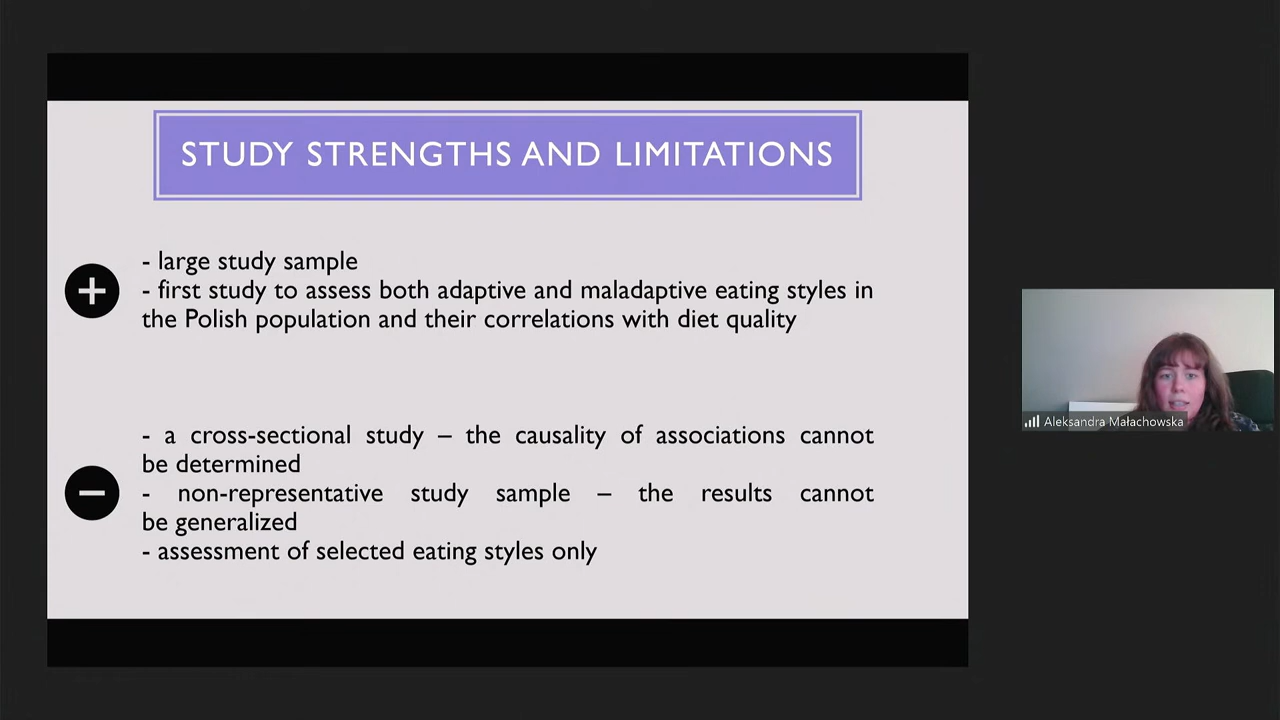 STUDY STRENGTHS AND LIMITATIONS
- large study sample
- first study to assess both adaptive and maladaptive eating styles in
the Polish population and their correlations with diet quality
- a cross-sectional study – the causality of associations cannot
be determined
- non-representative study sample – the results cannot
be generalized
- assessment of selected eating styles only
Aleksandra Małachowska